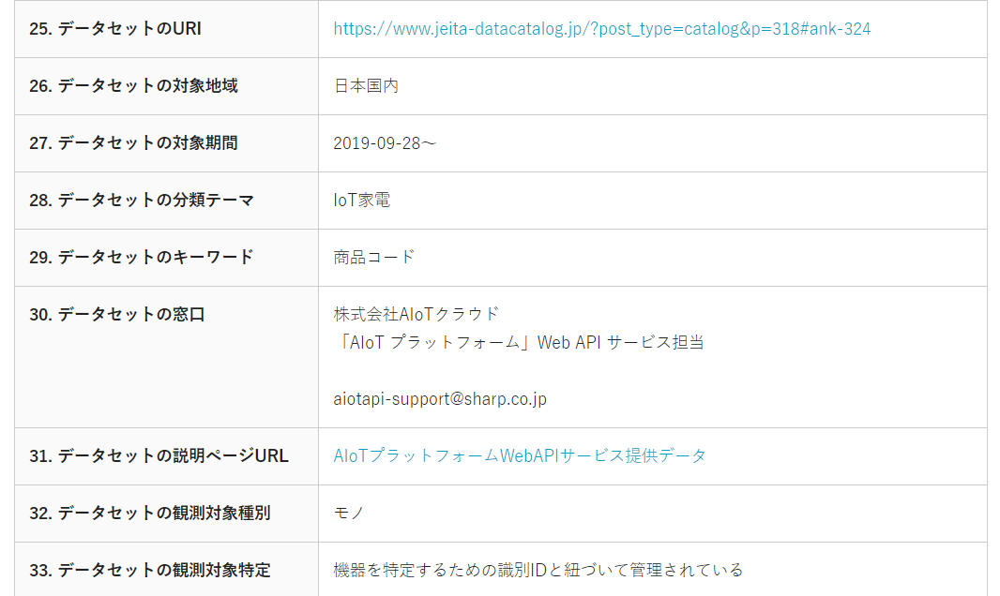 25. データセットのURI
https://www.jeita-datacatalog.jp/?post_type=catalog&p=318#ank-324
26. データセットの対象地域
日本国内
27. データセットの対象期間
2019-09-28～
28. データセットの分類テーマ
IoT家電
29. データセットのキーワード
商品コード
30. データセットの窓口
株式会社AIoTクラウド
「AIoT プラットフォーム」Web API サービス担当
aiotapi-support@sharp.co.jp
31. データセットの説明ページURL
AIoTプラットフォームWebAPIサービス提供データ
32. データセットの観測対象種別
モノ
33. データセットの観測対象特定
機器を特定するための識別IDと紐づいて管理されている